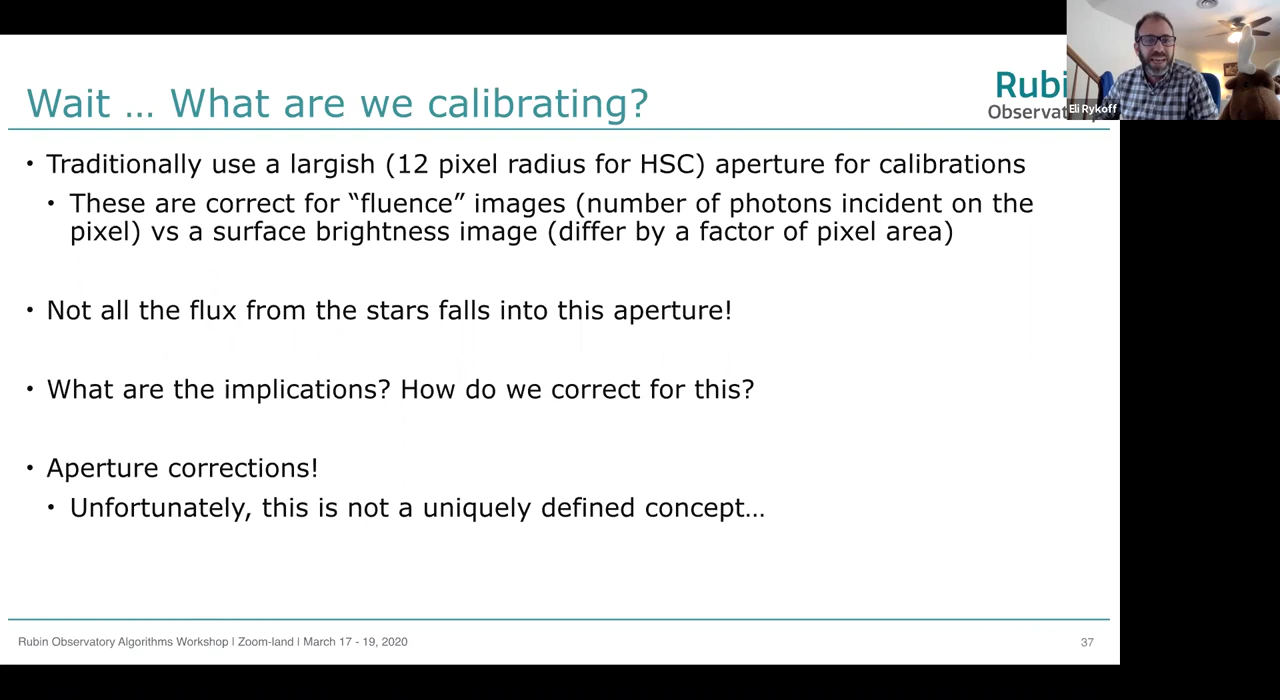 Wait … What are we calibrating?
Rubi
Observat
Eli Rykoff
• Traditionally use a largish (12 pixel radius for HSC) aperture for calibrations
• These are correct for “fluence” images (number of photons incident on the
pixel) vs a surface brightness image (differ by a factor of pixel area)
• Not all the flux from the stars falls into this aperture!
• What are the implications? How do we correct for this?
• Aperture corrections!
• Unfortunately, this is not a uniquely defined concept…
Rubin Observatory Algorithms Workshop | Zoom-land | March 17 - 19, 2020
37